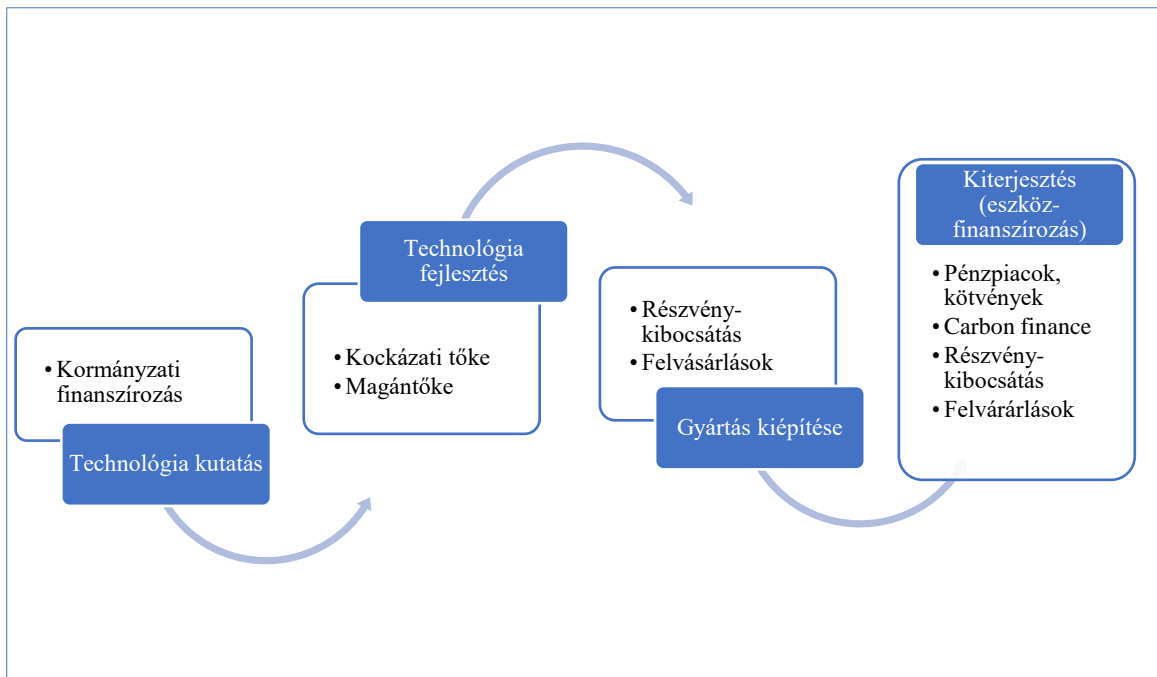 • Kormányzati
finanszírozás
Technológia kutatás
Technológia
fejlesztés
• Kockázati tőke
• Magántőke
• Részvény-
kibocsátás
• Felvásárlások
Gyártás kiépítése
Kiterjesztés
(eszköz-
finanszírozás)
• Pénzpiacok,
kötvények
• Carbon finance
• Részvény-
kibocsátás
• Felvárárlások